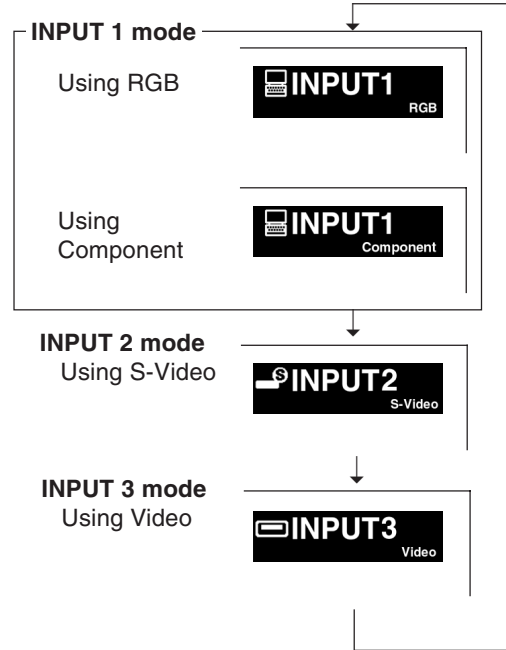 INPUT 1 mode
Using RGB
INPUT1
RGB
Using
Component
INPUT1
Component
INPUT 2 mode
Using S-Video
INPUT2
S-Video
INPUT 3 mode
Using Video
INPUT3
Video